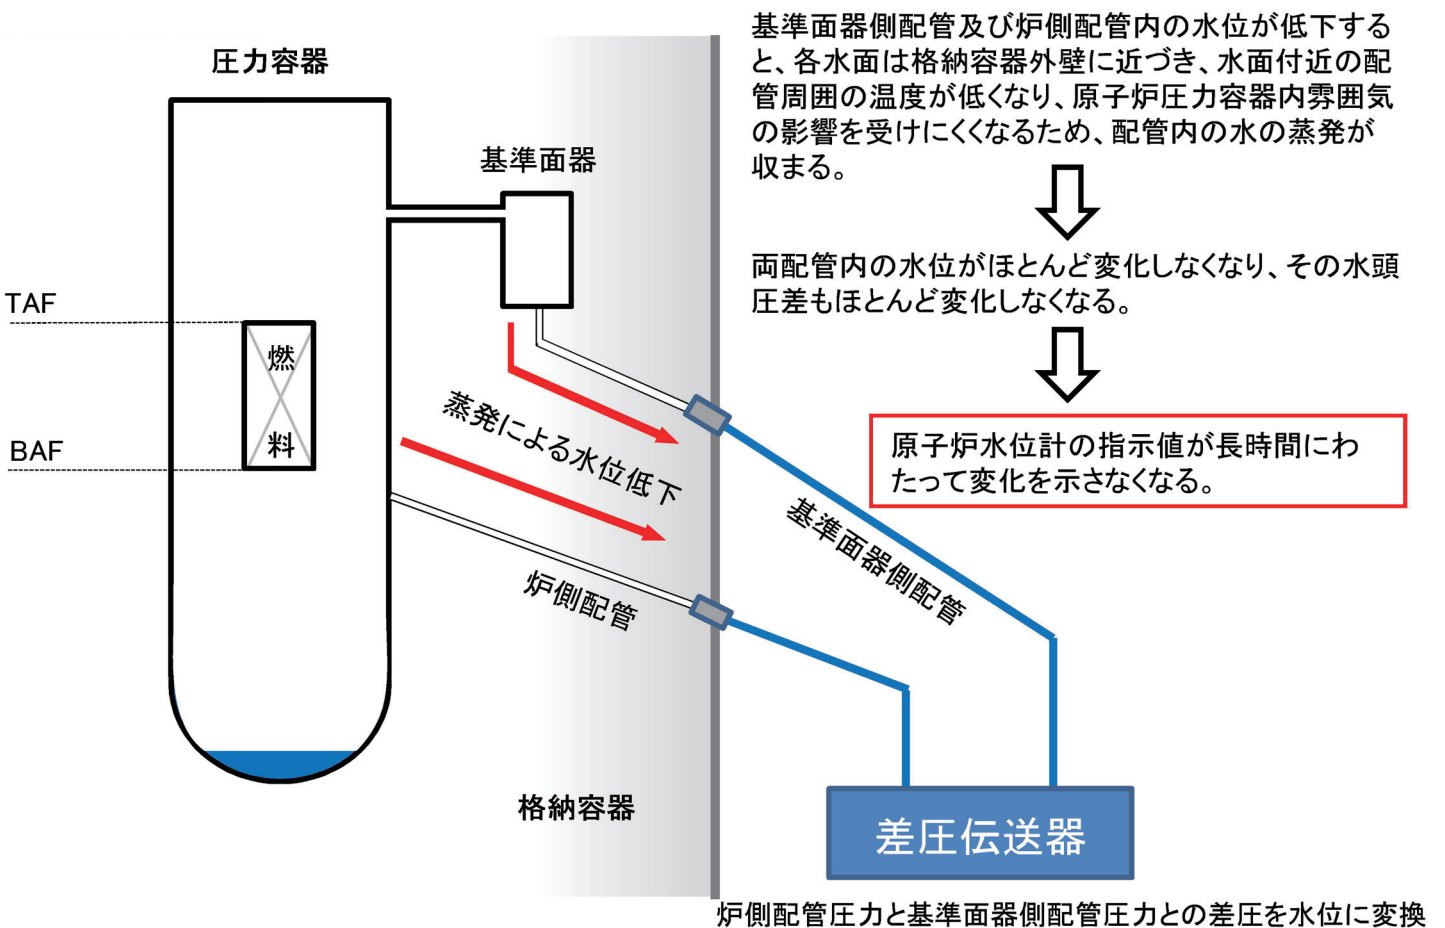 圧力容器
基準面器
TAF
燃
料
BAF
蒸発による水位低下
炉側配管
基準面器側配管
格納容器
基準面器側配管及び炉側配管内の水位が低下する
と、各水面は格納容器外壁に近づき、水面付近の配
管周囲の温度が低くなり、原子炉圧力容器内雰囲気
の影響を受けにくくなるため、配管内の水の蒸発が
収まる。
両配管内の水位がほとんど変化しなくなり、その水頭
圧差もほとんど変化しなくなる。
原子炉水位計の指示値が長時間にわ
たって変化を示さなくなる。
差圧伝送器
炉側配管圧力と基準面器側配管圧力との差圧を水位に変換